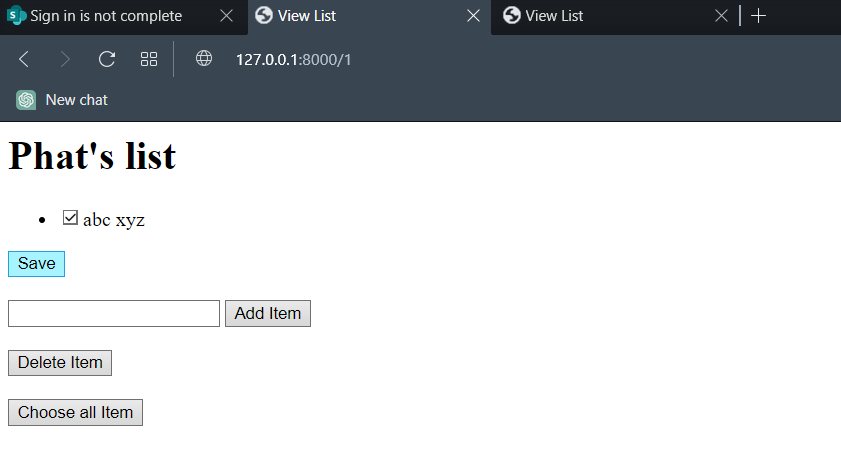 Sign in is not complete
View List
View List
127.0.0.1:8000/1
New chat
Phat's list
abc xyz
Save
Add Item
Delete Item
Choose all Item